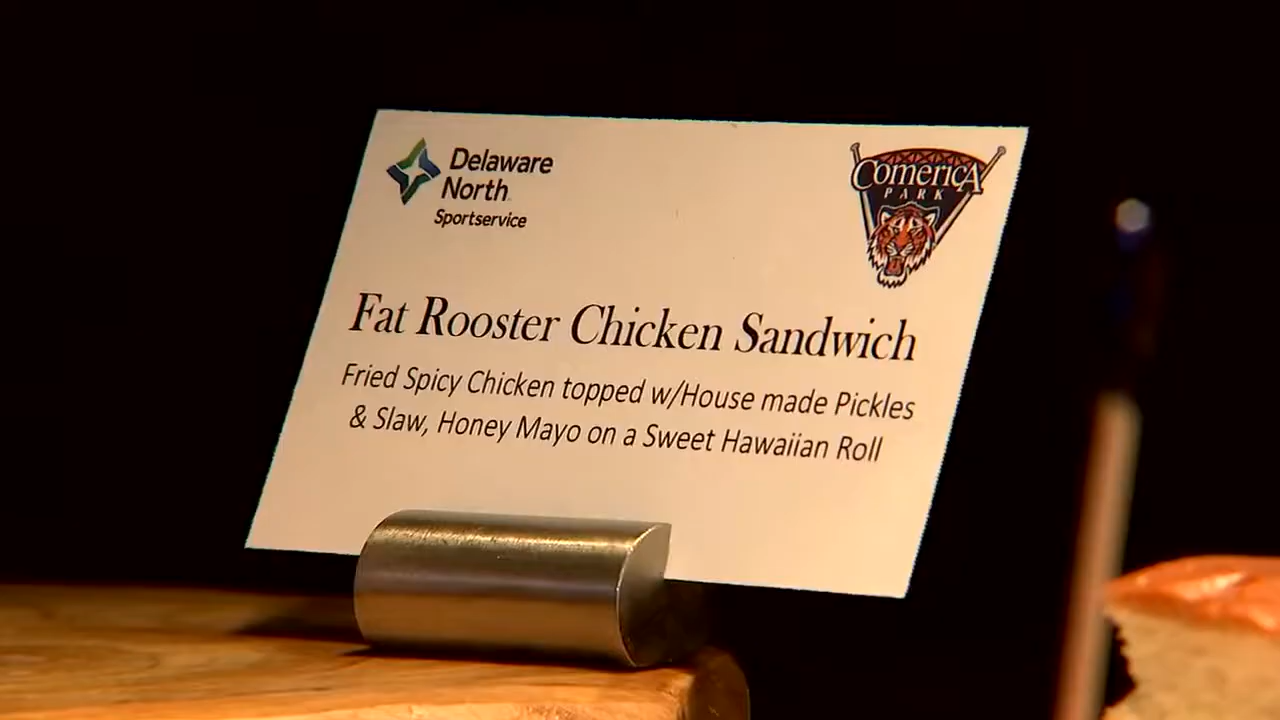 Delaware
North
Sportservice
ComericA
PARK
Fat Rooster Chicken Sandwich
Fried Spicy Chicken topped w/House made Pickles
& Slaw, Honey Mayo on a Sweet Hawaiian Roll